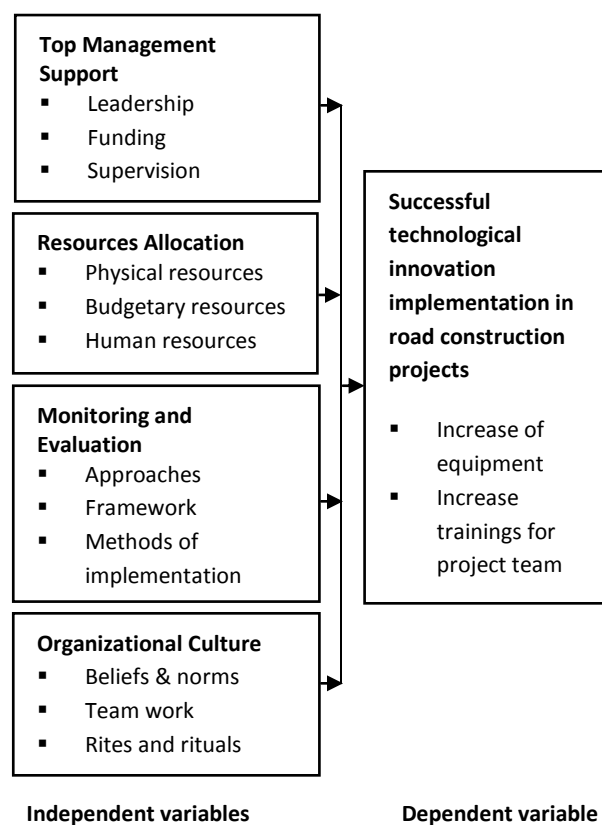 Top Management
Support
▪ Leadership
▪ Funding
▪ Supervision
Resources Allocation
▪ Physical resources
▪ Budgetary resources
▪ Human resources
Monitoring and
Evaluation
▪ Approaches
▪ Framework
▪ Methods of
implementation
Organizational Culture
▪ Beliefs & norms
▪ Team work
▪ Rites and rituals
Independent variables
Successful
technological
innovation
implementation in
road construction
projects
▪ Increase of
equipment
▪ Increase
trainings for
project team
Dependent variable